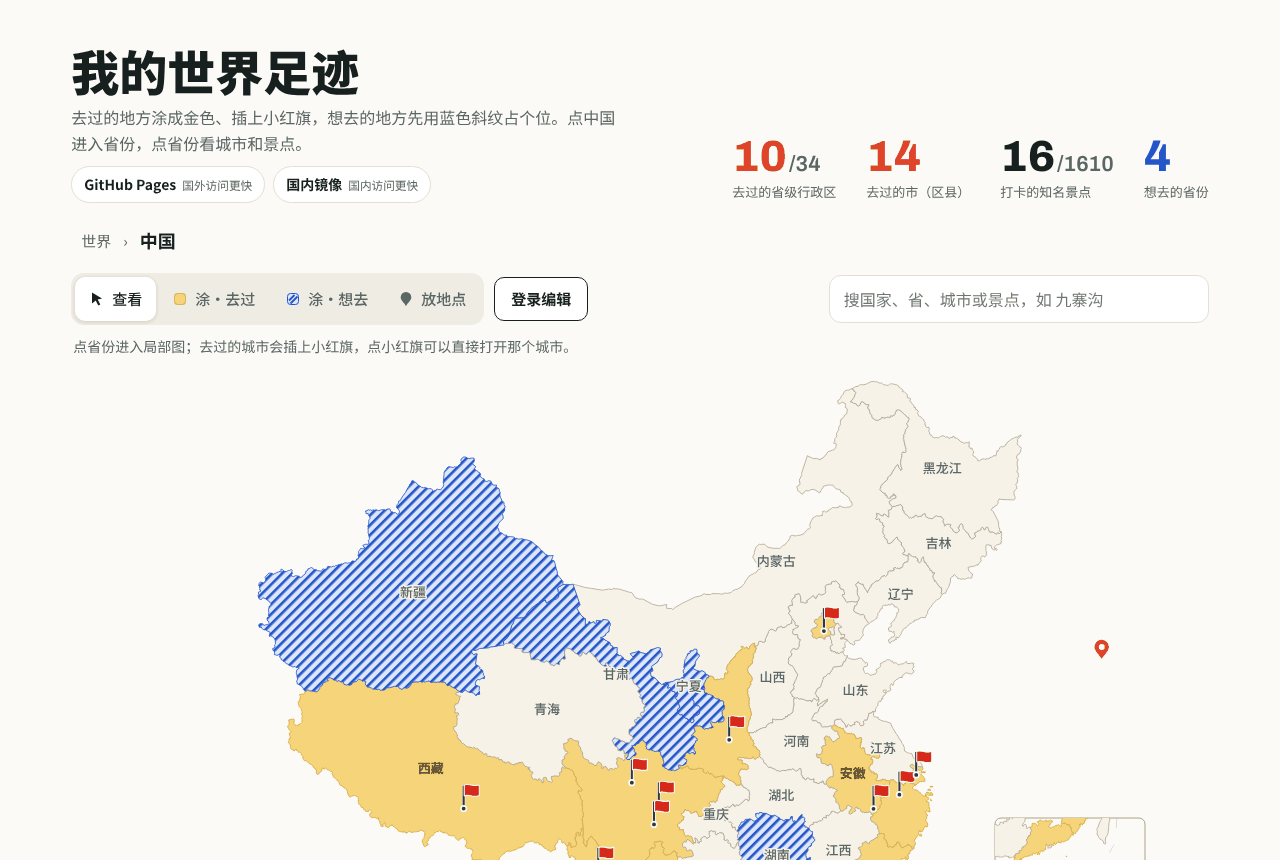 我的世界足迹
去过的地方涂成金色、插上小红旗，想去的地方先用蓝色斜纹占个位。点中国
进入省份，点省份看城市和景点。
GitHub Pages 国外访问更快 国内镜像 国内访问更快
10/34 14 16/1610 4
去过的省级行政区 去过的市（区县） 打卡的知名景点 想去的省份
世界 › 中国
查看 涂·去过 涂·想去 放地点 登录编辑 搜国家、省、城市或景点，如 九寨沟
点省份进入局部图；去过的城市会插上小红旗，点小红旗可以直接打开那个城市。
黑龙江
吉林
内蒙古
新疆 辽宁
甘肃 宁夏 山西 山东
青海
河南 江苏
西藏 安徽
湖北
重庆
湖南 江西